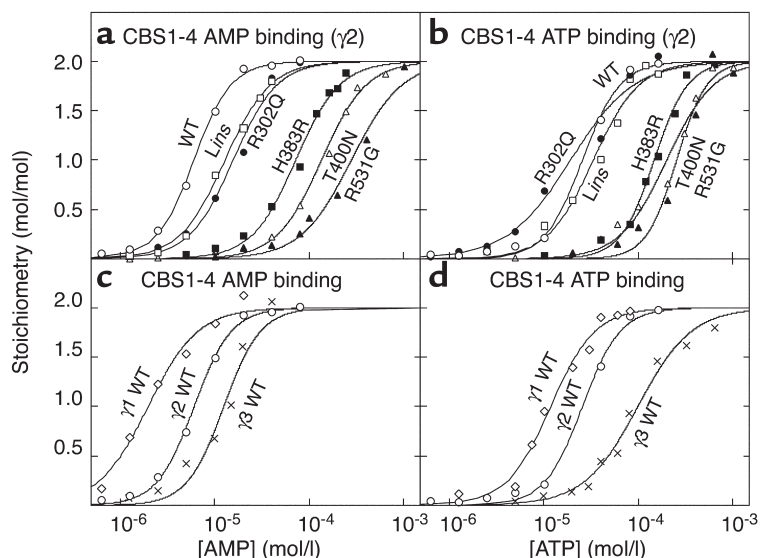 a CBS1-4 AMP binding (γ2)
b CBS1-4 ATP binding (γ2)
2.0
1.5
1.0
0.5
WT
Lins
R302Q
H383R
T400N
R531G
R302Q
WT
Lins
H383R
T400N
R531G
Stoichiometry (mol/mol)
c CBS1-4 AMP binding
d CBS1-4 ATP binding
2.0
1.5
1.0
0.5
γ1 WT
γ2 WT
γ3 WT
γ1 WT
γ2 WT
γ3 WT
10-6 10-5 10-4 10-3
10-6 10-5 10-4 10-3
[AMP] (mol/l)
[ATP] (mol/l)